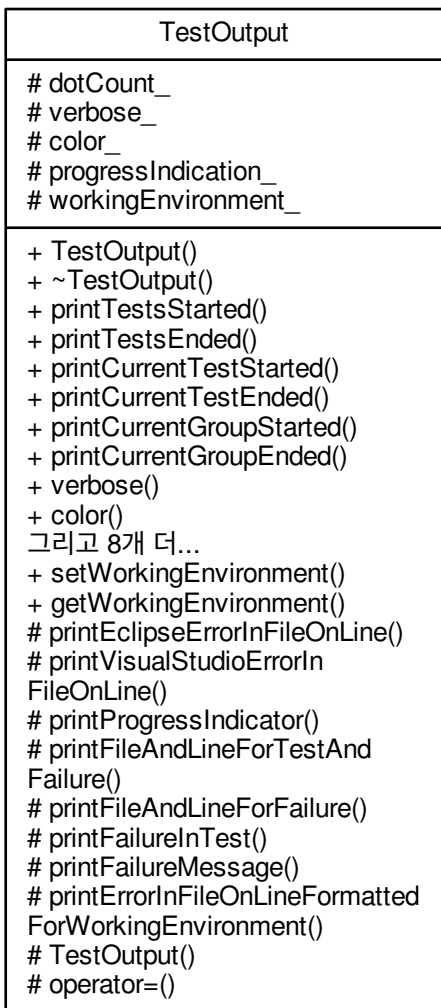 TestOutput
# dotCount_
# verbose_
# color_
# progressIndication_
# workingEnvironment_
+ TestOutput()
+ ~TestOutput()
+ printTestsStarted()
+ printTestsEnded()
+ printCurrentTestStarted()
+ printCurrentTestEnded()
+ printCurrentGroupStarted()
+ printCurrentGroupEnded()
+ verbose()
+ color()
그리고 8개 더...
+ setWorkingEnvironment()
+ getWorkingEnvironment()
# printEclipseErrorInFileOnLine()
# printVisualStudioErrorIn
FileOnLine()
# printProgressIndicator()
# printFileAndLineForTestAnd
Failure()
# printFileAndLineForFailure()
# printFailureInTest()
# printFailureMessage()
# printErrorInFileOnLineFormatted
ForWorkingEnvironment()
# TestOutput()
# operator=()